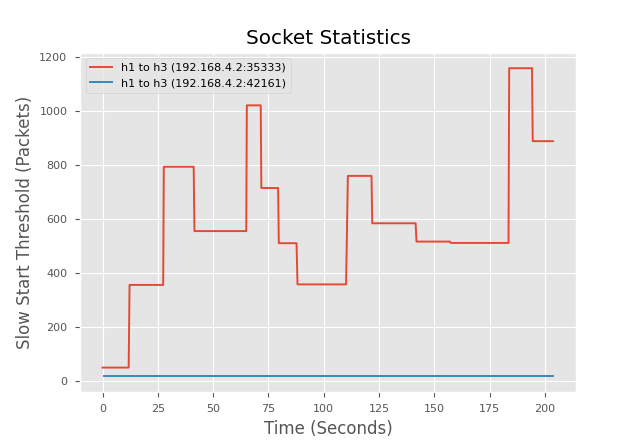 Socket Statistics
h1 to h3 (192.168.4.2:35333)
h1 to h3 (192.168.4.2:42161)
Slow Start Threshold (Packets)
1200
1000
800
600
400
200
0
0 25 50 75 100 125 150 175 200
Time (Seconds)